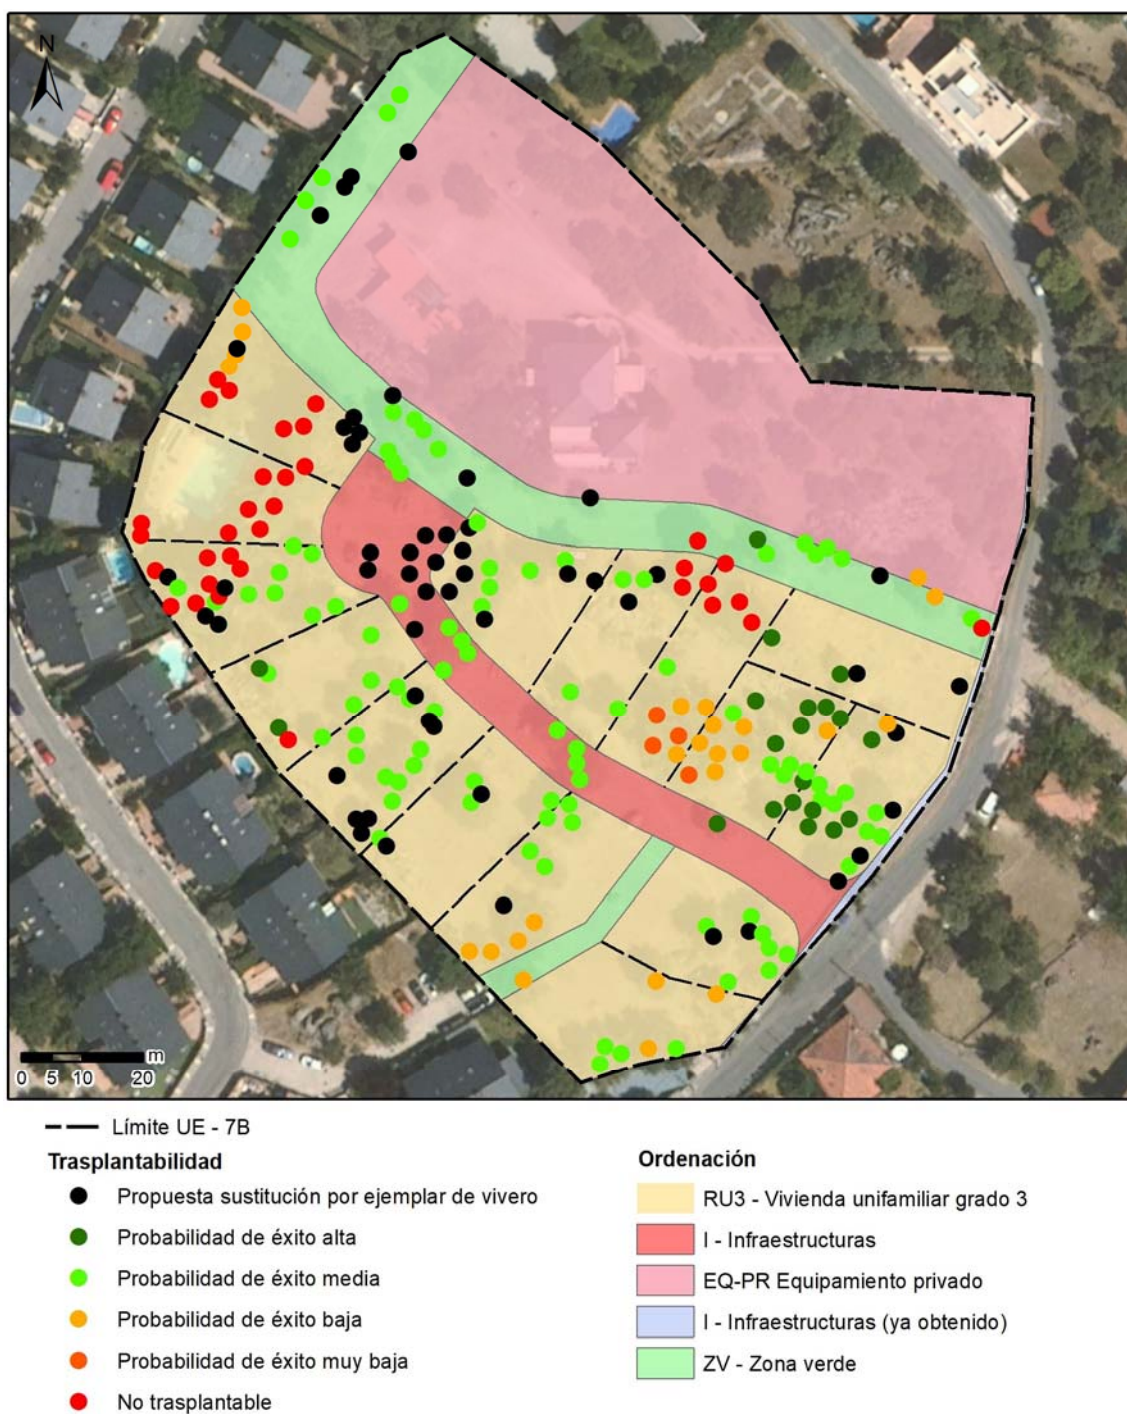 N
m
0 5 10 20
Límite UE - 7B
Trasplantabilidad
Propuesta sustitución por ejemplar de vivero
Probabilidad de éxito alta
Probabilidad de éxito media
Probabilidad de éxito baja
Probabilidad de éxito muy baja
No trasplantable
Ordenación
RU3 - Vivienda unifamiliar grado 3
I - Infraestructuras
EQ-PR Equipamiento privado
I - Infraestructuras (ya obtenido)
ZV - Zona verde